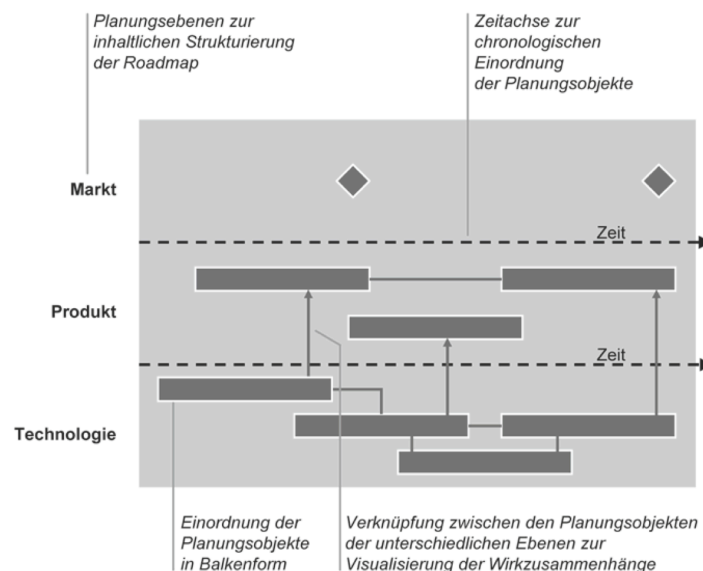 Planungsebenen zur
inhaltlichen Strukturierung
der Roadmap
Zeitachse zur
chronologischen
Einordnung
der Planungsobjekte
Markt
Zeit
Produkt
Zeit
Technologie
Einordnung der
Planungsobjekte
in Balkenform
Verknüpfung zwischen den Planungsobjekten
der unterschiedlichen Ebenen zur
Visualisierung der Wirkzusammenhänge